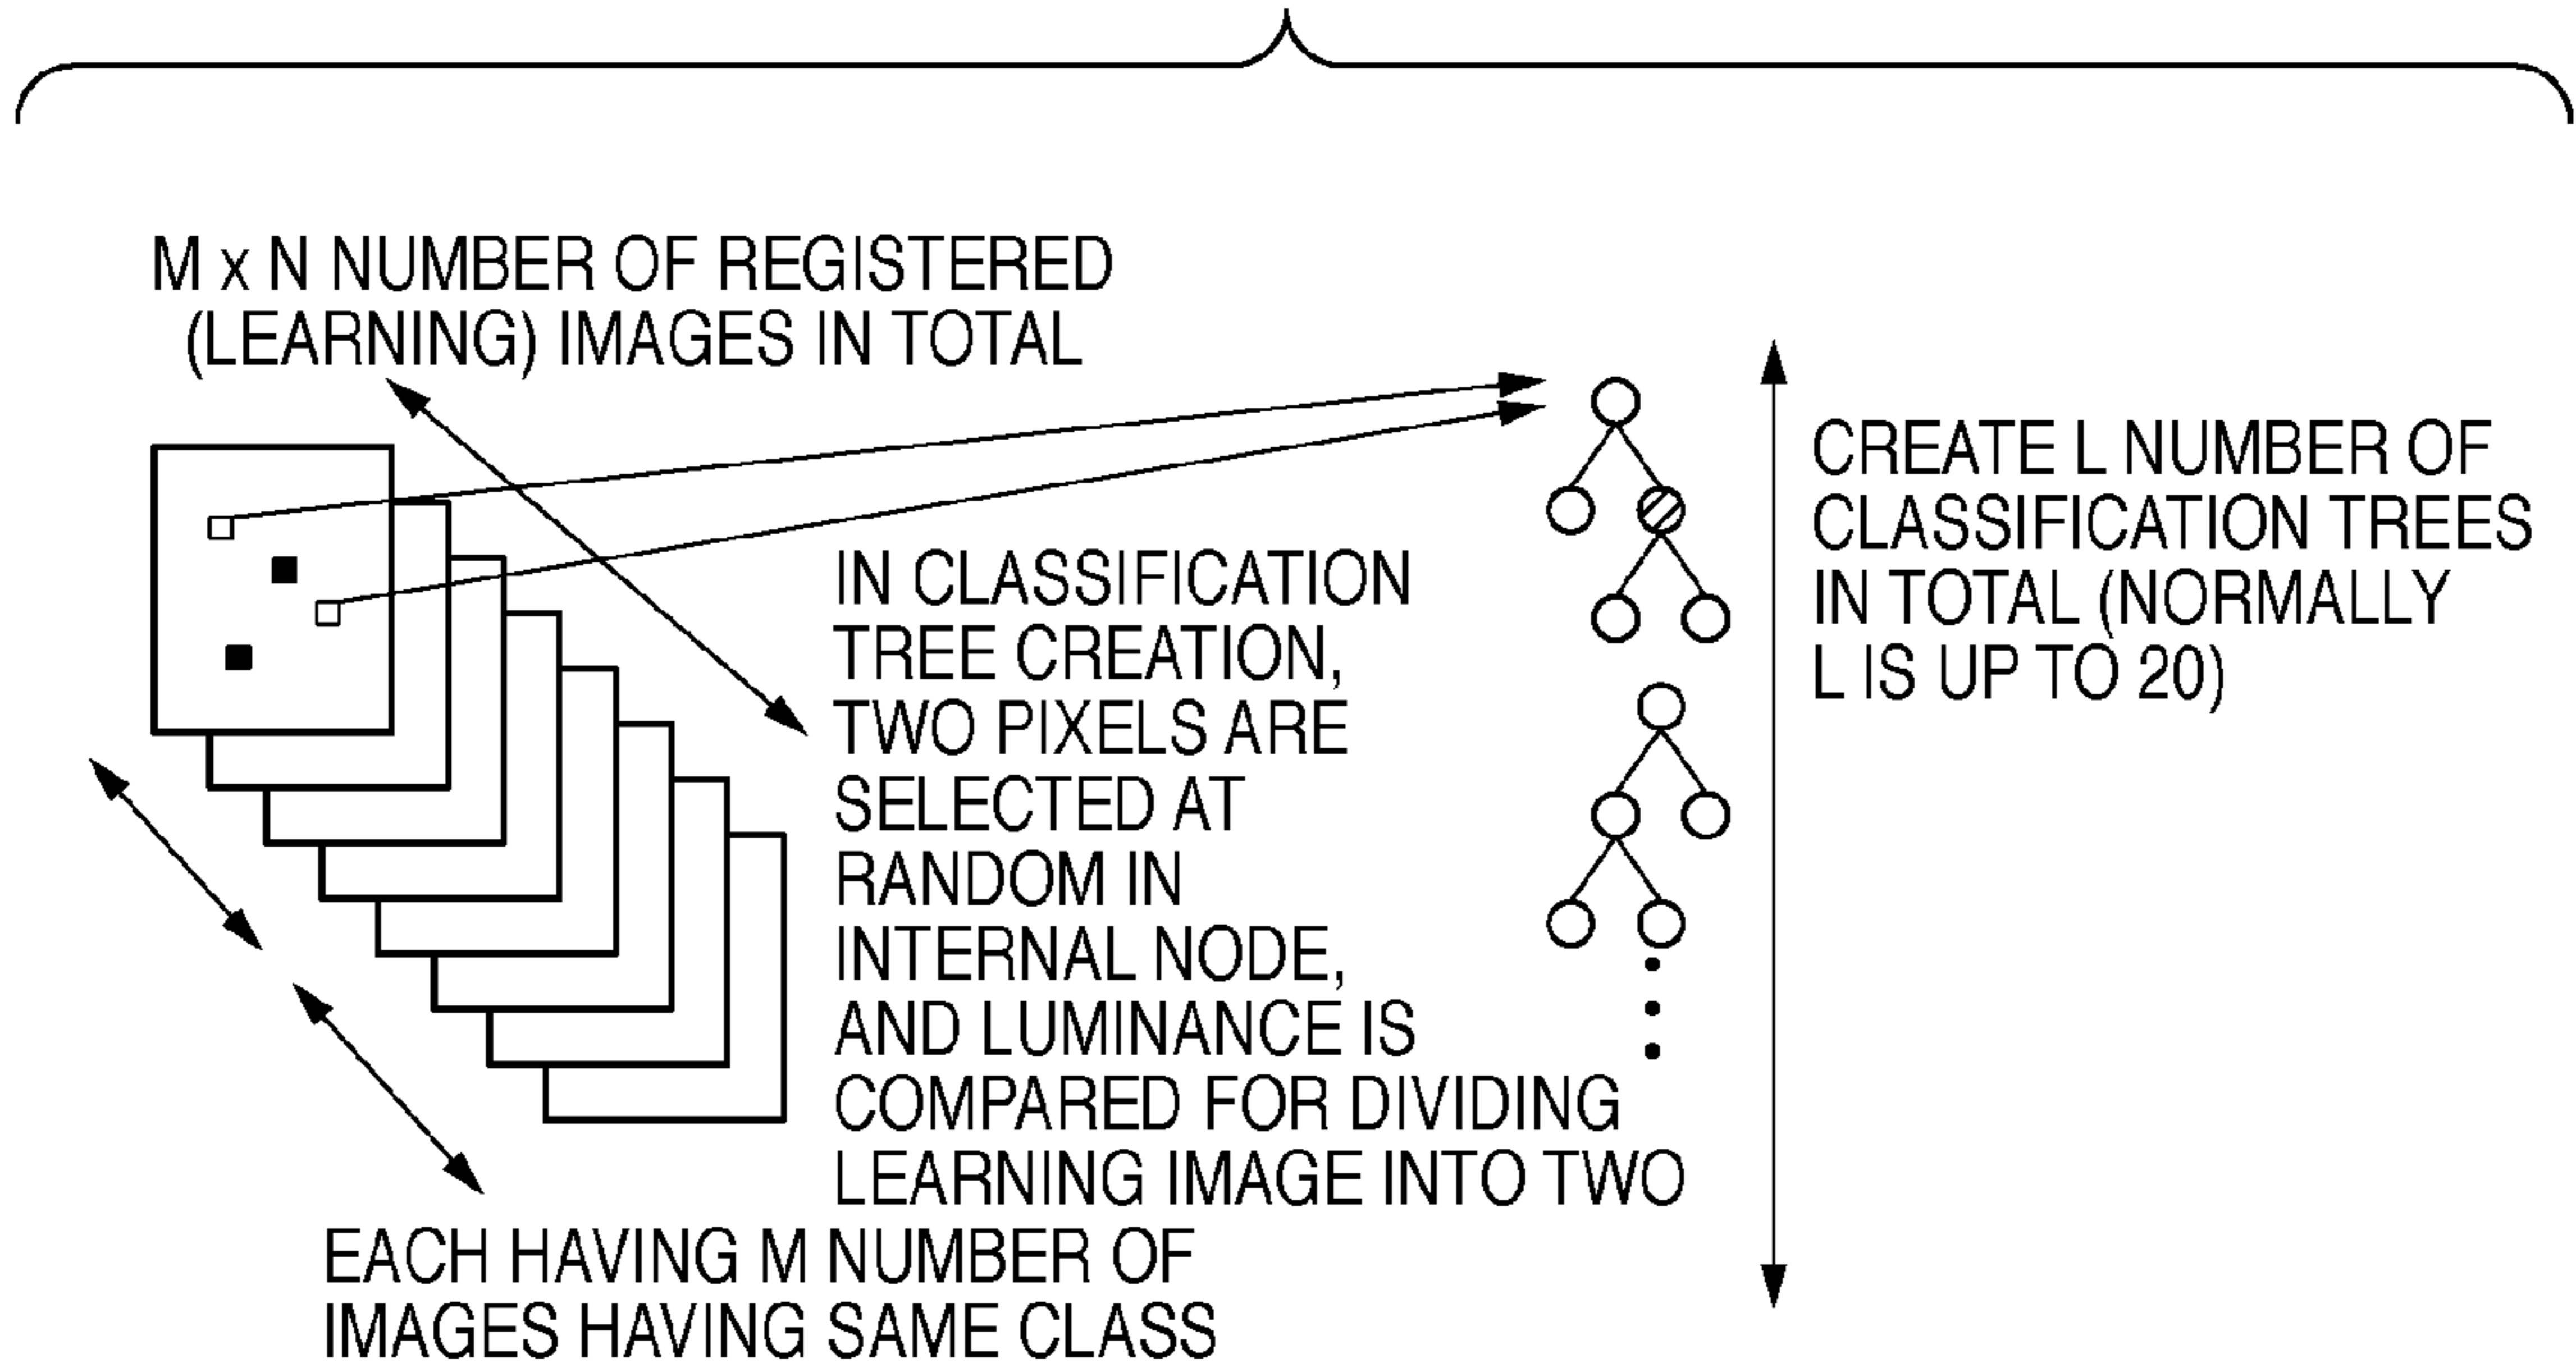 M x N NUMBER OF REGISTERED
(LEARNING) IMAGES IN TOTAL
IN CLASSIFICATION
TREE CREATION,
TWO PIXELS ARE
SELECTED AT
RANDOM IN
INTERNAL NODE,
AND LUMINANCE IS
COMPARED FOR DIVIDING
LEARNING IMAGE INTO TWO
CREATE L NUMBER OF
CLASSIFICATION TREES
IN TOTAL (NORMALLY
L IS UP TO 20)
EACH HAVING M NUMBER OF
IMAGES HAVING SAME CLASS